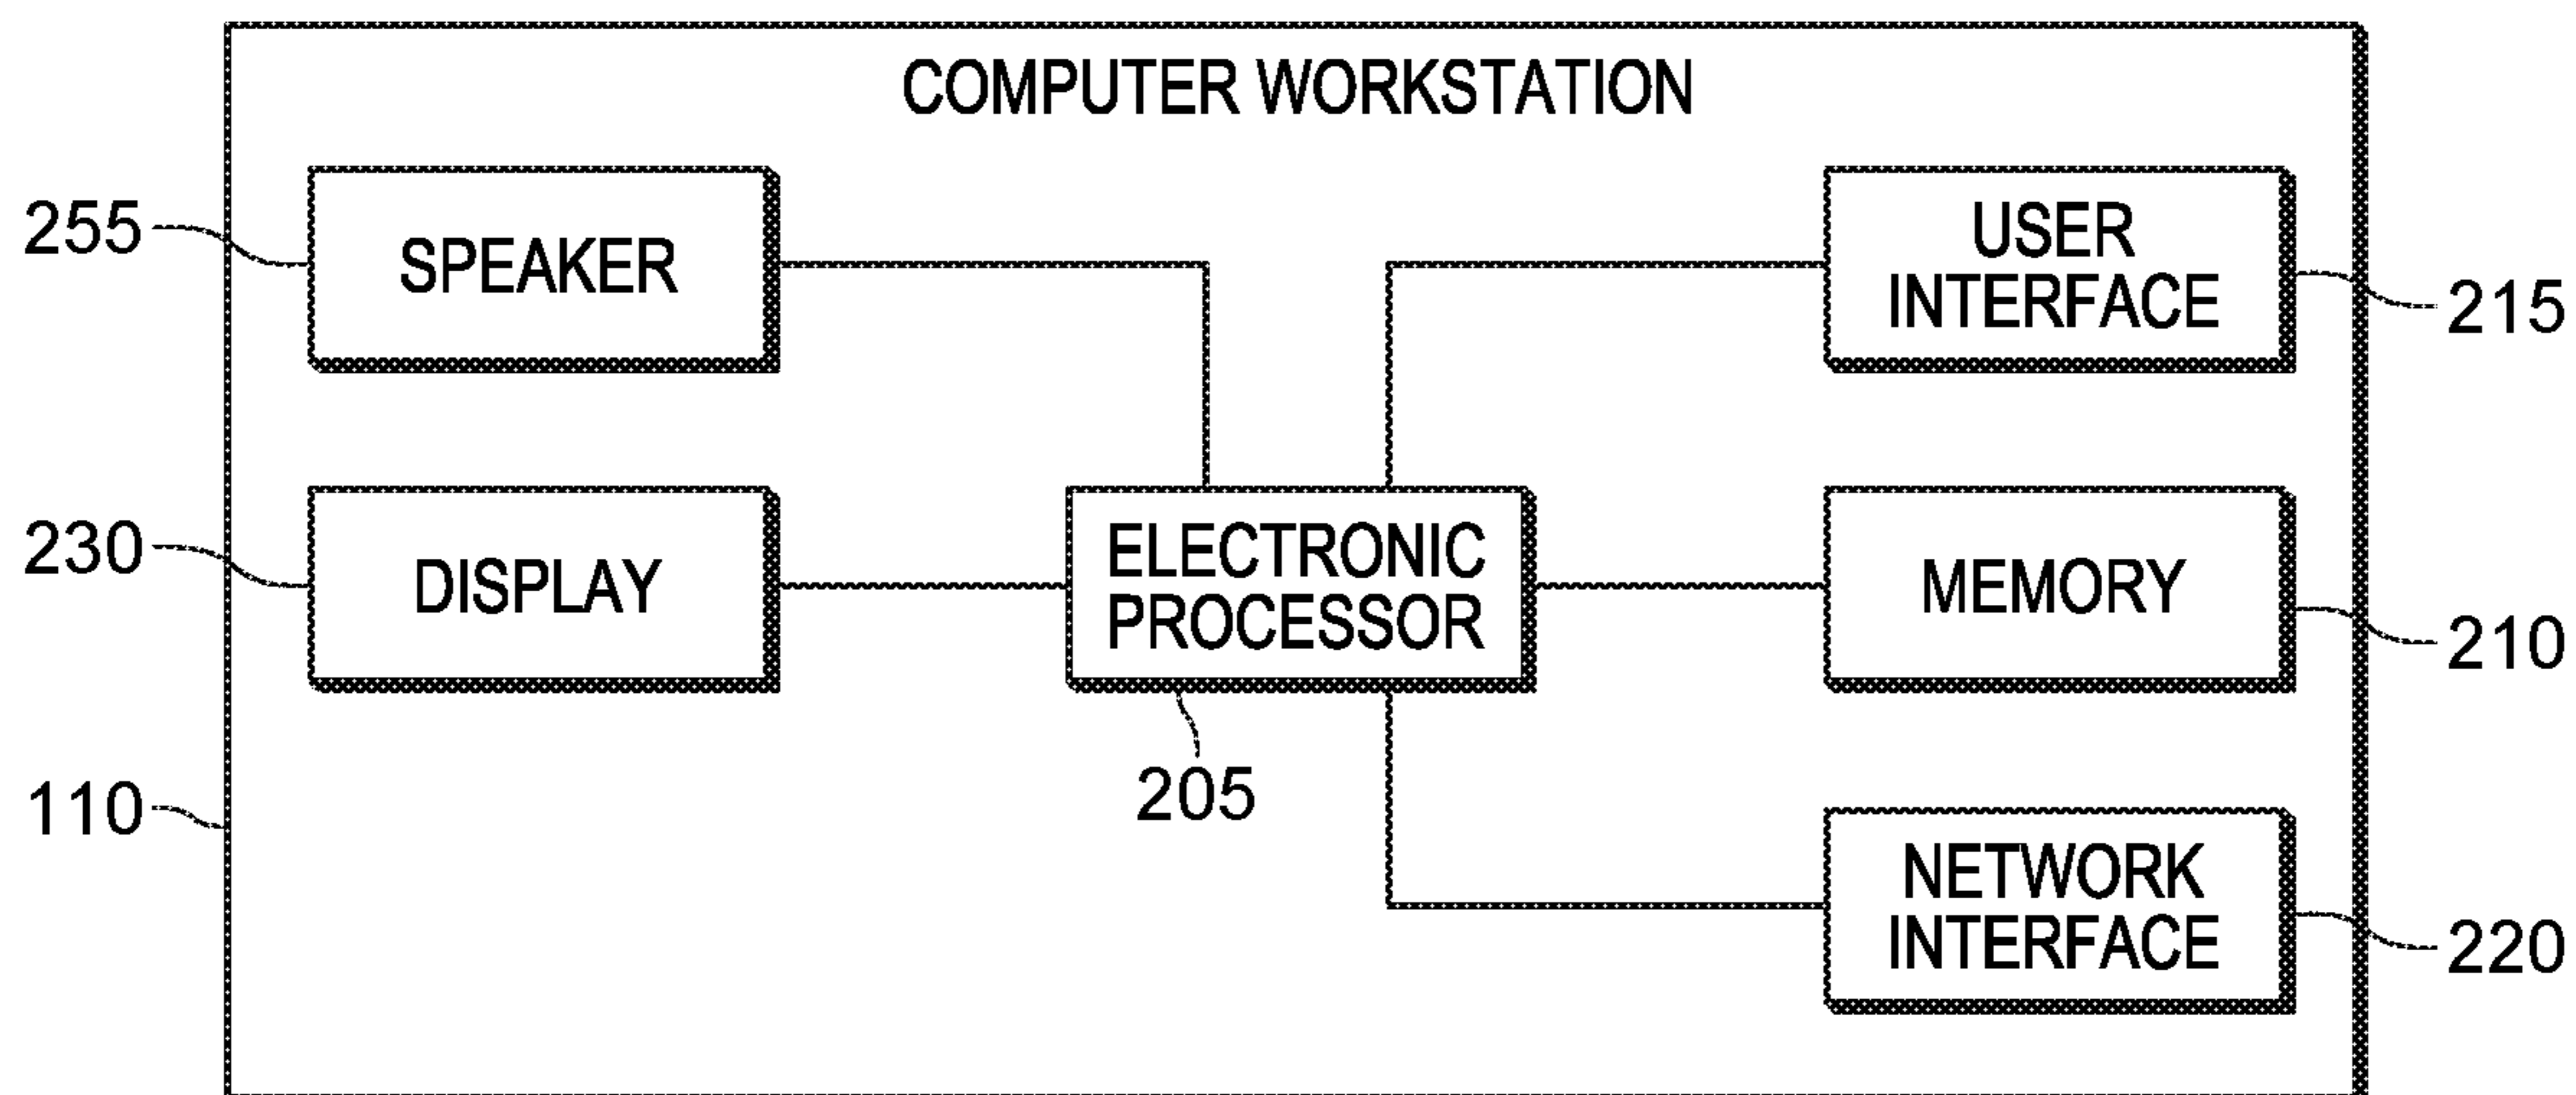 COMPUTER WORKSTATION
255
SPEAKER
USER
INTERFACE
215
230
DISPLAY
ELECTRONIC
PROCESSOR
MEMORY
210
110
205
NETWORK
INTERFACE
220